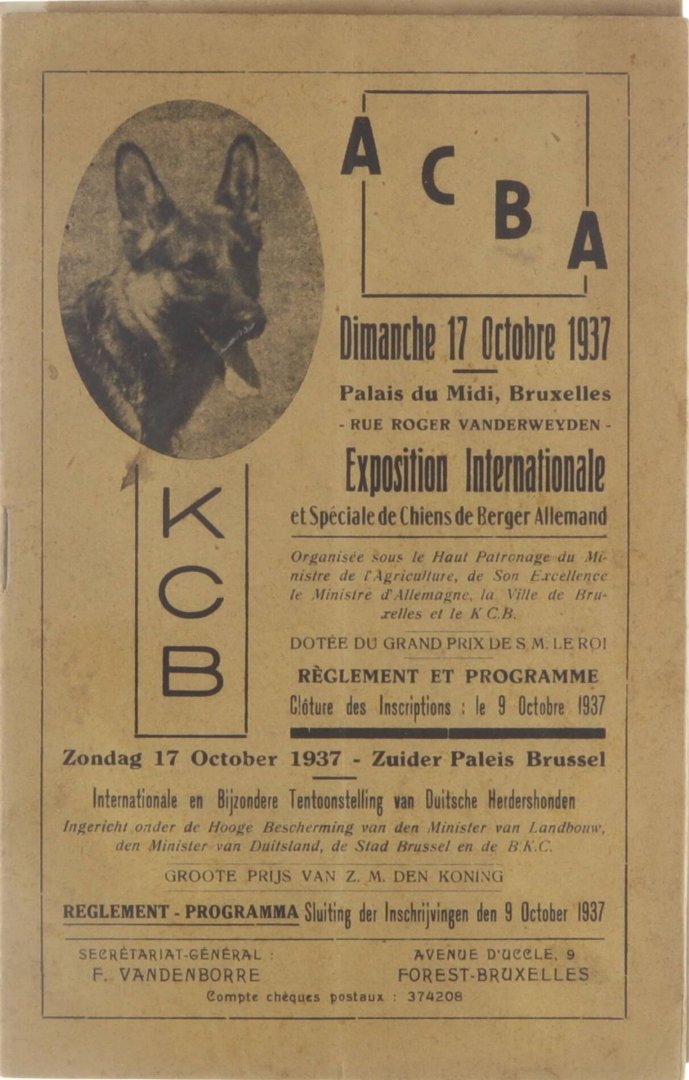 A C B A
Dimanche 17 Octobre 1937
Palais du Midi, Bruxelles
- RUE ROGER VANDERWEYDEN -
Exposition Internationale
et Spéciale de Chiens de Berger Allemand
Organisée sous le Haut Patronage du Mi-
nistre de l'Agriculture, de Son Excellence
le Ministre d'Allemagne, la Ville de Bru-
xelles et le K C.B.
DOTÉE DU GRAND PRIX DE S M. LE ROI
RÈGLEMENT ET PROGRAMME
Clôture des Inscriptions : le 9 Octobre 1937
K
C
B
Zondag 17 October 1937 - Zuider Paleis Brussel
Internationale en Bijzondere Tentoonstelling van Duitsche Herdershonden
Ingericht onder de Hooge Bescherming van den Minister van Landbouw,
den Minister van Duitsland, de Stad Brussel en de B.K.C.
GROOTE PRIJS VAN Z. M. DEN KONING
REGLEMENT - PROGRAMMA Sluiting der Inschrijvingen den 9 October 1937
SECRÉTARIAT-GÉNÉRAL :
F. VANDENBORRE
AVENUE D'UCCLE, 9
FOREST-BRUXELLES
Compte chèques postaux : 374208